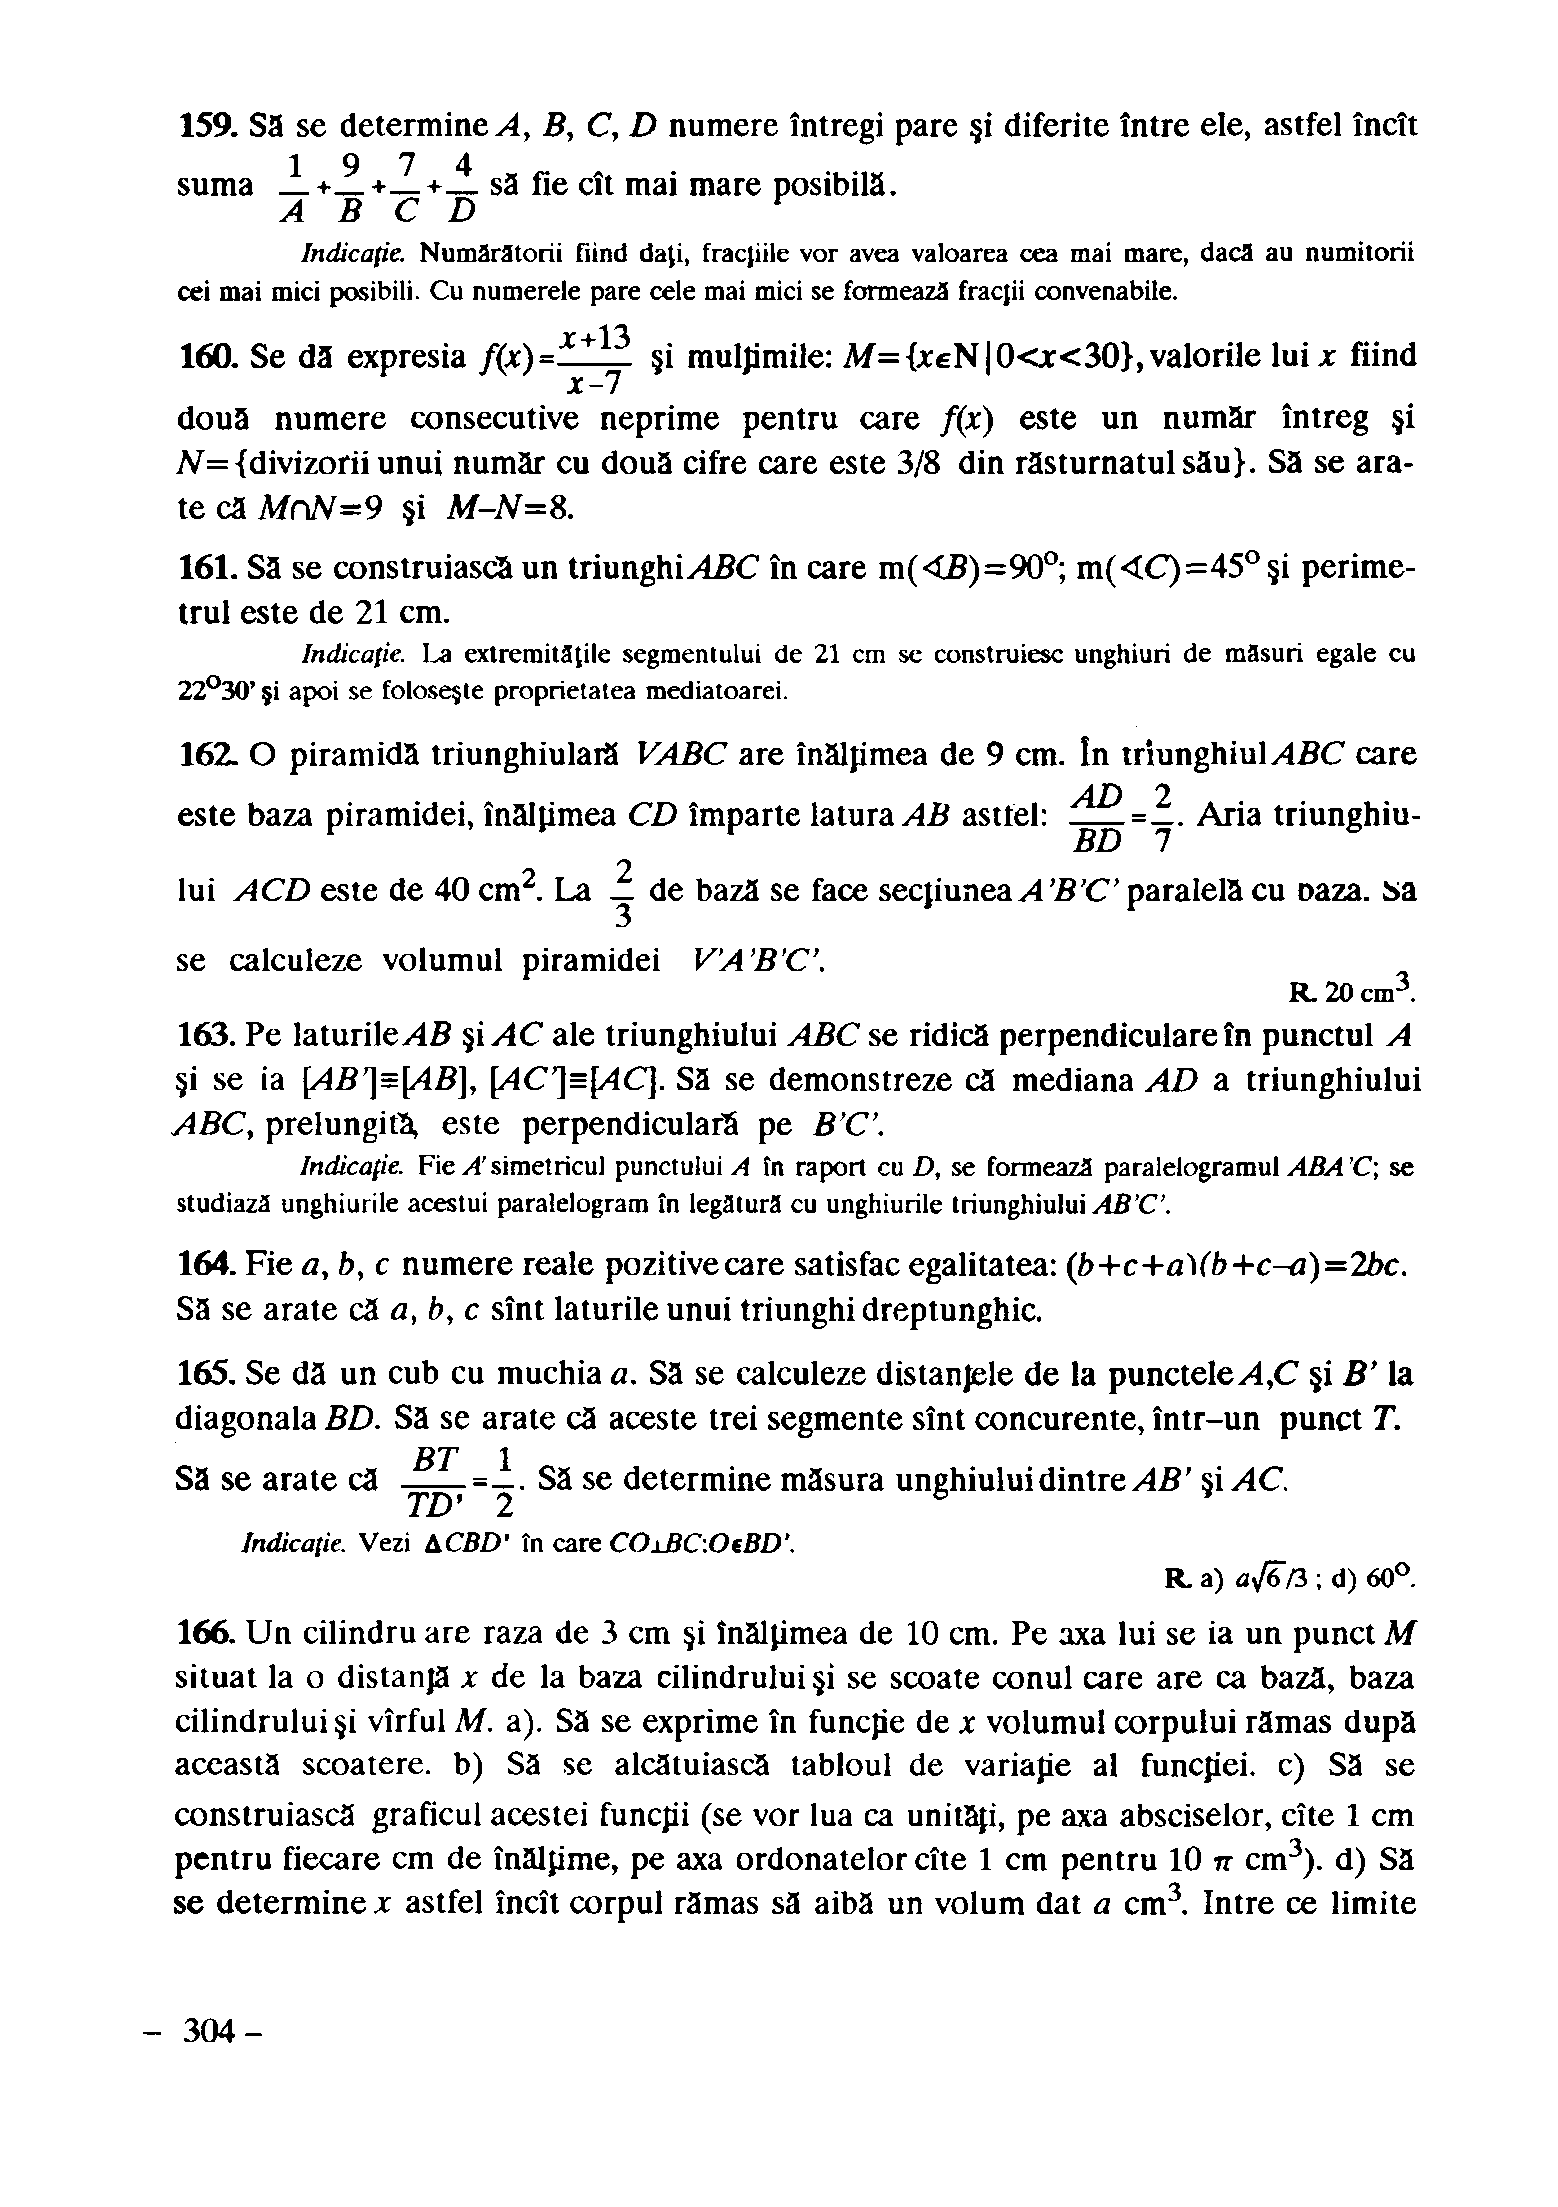 159. Să se determine A, B, C, D numere întregi pare şi diferite între ele, astfel încît
suma 1/A + 9/B + 7/C + 4/D să fie cît mai mare posibilă.
Indicaţie. Numărătorii fiind daţi, fracţiile vor avea valoarea cea mai mare, dacă au numitorii
cei mai mici posibili. Cu numerele pare cele mai mici se formează fracţii convenabile.
160. Se dă expresia f(x)=(x+13)/(x-7) şi mulţimile: M={xϵN|0<x<30}, valorile lui x fiind
două numere consecutive neprime pentru care f(x) este un număr întreg şi
N={divizorii unui număr cu două cifre care este 3/8 din răsturnatul său}. Să se ara-
te că M∩N=9 şi M-N=8.
161. Să se construiască un triunghi ABC în care m(∢B)=90°; m(∢C)=45° şi perime-
trul este de 21 cm.
Indicaţie. La extremităţile segmentului de 21 cm se construiesc unghiuri de măsuri egale cu
22°30' şi apoi se foloseşte proprietatea mediatoarei.
162. O piramidă triunghiulară VABC are înălţimea de 9 cm. În triunghiul ABC care
este baza piramidei, înălţimea CD împarte latura AB astfel: AD/BD=2/7. Aria triunghiu-
lui ACD este de 40 cm². La 2/3 de bază se face secţiunea A'B'C' paralelă cu baza. Să
se calculeze volumul piramidei V'A'B'C'.
R. 20 cm³.
163. Pe laturile AB şi AC ale triunghiului ABC se ridică perpendiculare în punctul A
şi se ia [AB']≡[AB], [AC']≡[AC]. Să se demonstreze că mediana AD a triunghiului
ABC, prelungită, este perpendiculară pe B'C'.
Indicaţie. Fie A' simetricul punctului A în raport cu D, se formează paralelogramul ABA'C; se
studiază unghiurile acestui paralelogram în legătură cu unghiurile triunghiului AB'C'.
164. Fie a, b, c numere reale pozitive care satisfac egalitatea: (b+c+a)(b+c-a)=2bc.
Să se arate că a, b, c sînt laturile unui triunghi dreptunghic.
165. Se dă un cub cu muchia a. Să se calculeze distanţele de la punctele A,C şi B' la
diagonala BD. Să se arate că aceste trei segmente sînt concurente, într-un punct T.
Să se arate că BT/TD'=1/2. Să se determine măsura unghiului dintre AB' şi AC.
Indicaţie. Vezi ΔCBD' în care CO⊥BC:OϵBD'.
R. a) a√6/3 ; d) 60°.
166. Un cilindru are raza de 3 cm şi înălţimea de 10 cm. Pe axa lui se ia un punct M
situat la o distanţă x de la baza cilindrului şi se scoate conul care are ca bază, baza
cilindrului şi vîrful M. a). Să se exprime în funcţie de x volumul corpului rămas după
această scoatere. b) Să se alcătuiască tabloul de variaţie al funcţiei. c) Să se
construiască graficul acestei funcţii (se vor lua ca unităţi, pe axa absciselor, cîte 1 cm
pentru fiecare cm de înălţime, pe axa ordonatelor cîte 1 cm pentru 10 π cm³). d) Să
se determine x astfel încît corpul rămas să aibă un volum dat a cm³. Intre ce limite
- 304 -